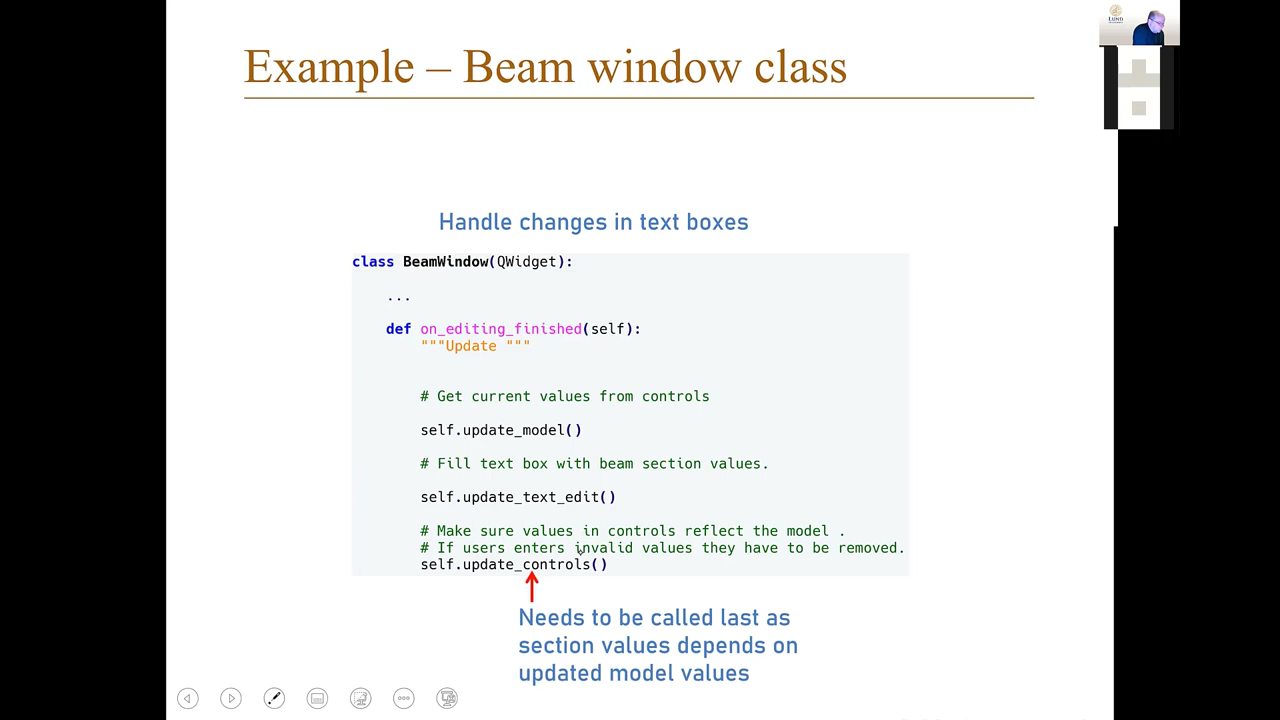 Example – Beam window class
LUND
Handle changes in text boxes
class BeamWindow(QWidget):
...
def on_editing_finished(self):
"""Update """
# Get current values from controls
self.update_model()
# Fill text box with beam section values.
self.update_text_edit()
# Make sure values in controls reflect the model .
# If users enters invalid values they have to be removed.
self.update_controls()
Needs to be called last as
section values depends on
updated model values